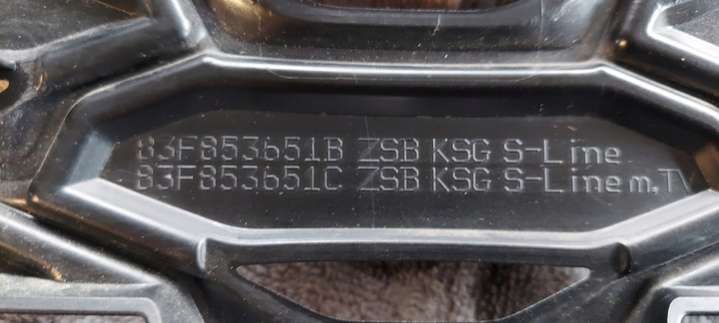 83F853651B ZSB KSG S-Line
83F853651C ZSB KSG S-Line m.TV